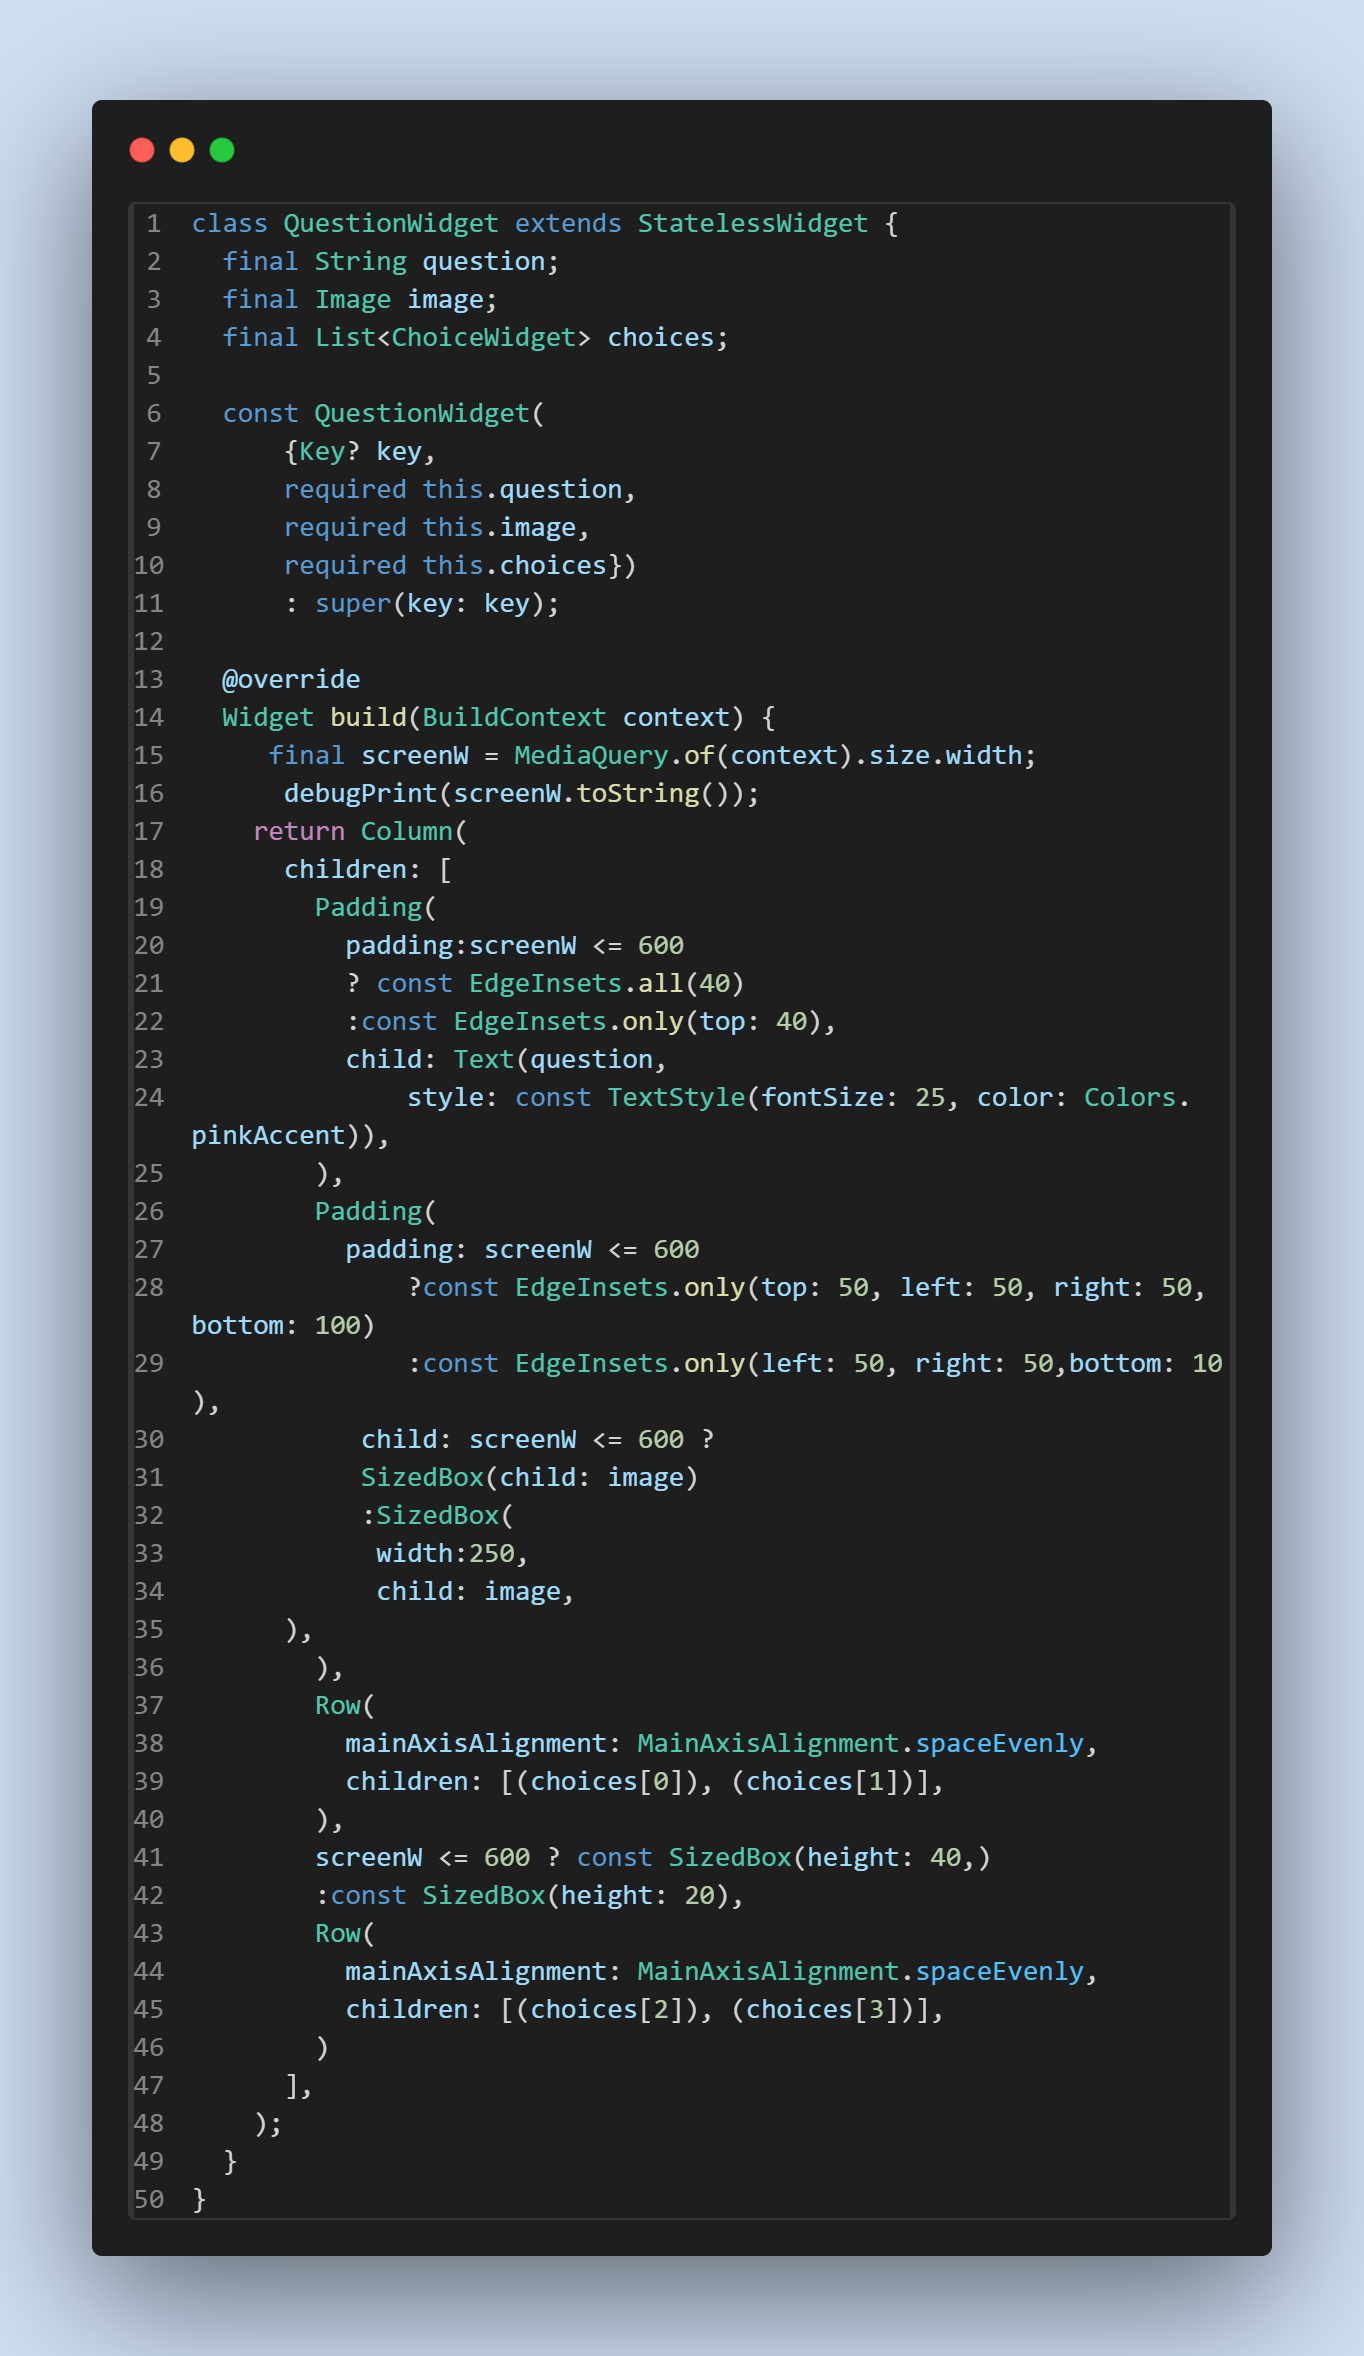 1 class QuestionWidget extends StatelessWidget {
2   final String question;
3   final Image image;
4   final List<ChoiceWidget> choices;
5
6   const QuestionWidget(
7       {Key? key,
8       required this.question,
9       required this.image,
10       required this.choices})
11       : super(key: key);
12
13   @override
14   Widget build(BuildContext context) {
15      final screenW = MediaQuery.of(context).size.width;
16       debugPrint(screenW.toString());
17     return Column(
18       children: [
19         Padding(
20           padding:screenW <= 600
21           ? const EdgeInsets.all(40)
22           :const EdgeInsets.only(top: 40),
23           child: Text(question,
24               style: const TextStyle(fontSize: 25, color: Colors.
pinkAccent)),
25         ),
26         Padding(
27           padding: screenW <= 600
28               ?const EdgeInsets.only(top: 50, left: 50, right: 50,
bottom: 100)
29               :const EdgeInsets.only(left: 50, right: 50,bottom: 10
),
30            child: screenW <= 600 ?
31            SizedBox(child: image)
32            :SizedBox(
33             width:250,
34             child: image,
35       ),
36         ),
37         Row(
38           mainAxisAlignment: MainAxisAlignment.spaceEvenly,
39           children: [(choices[0]), (choices[1])],
40         ),
41         screenW <= 600 ? const SizedBox(height: 40,)
42         :const SizedBox(height: 20),
43         Row(
44           mainAxisAlignment: MainAxisAlignment.spaceEvenly,
45           children: [(choices[2]), (choices[3])],
46         )
47       ],
48     );
49   }
50 }